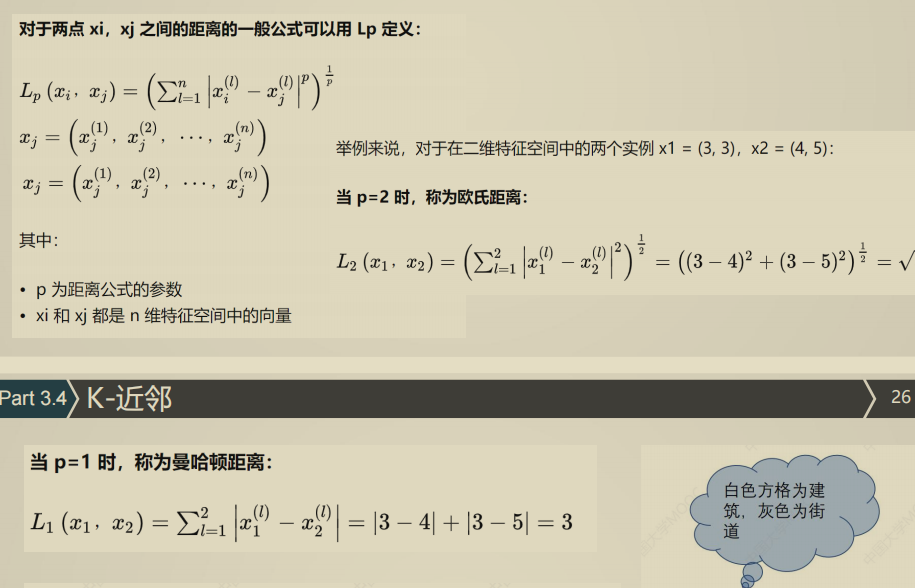 对于两点 xi，xj 之间的距离的一般公式可以用 Lp 定义：
$L_p\left(x_i，x_j\right)=\left(\sum_{l=1}^{n}\left|x_i^{(l)}-x_j^{(l)}\right|^p\right)^{\frac{1}{p}}$
$x_j=\left(x_j^{(1)}，x_j^{(2)}，\cdots，x_j^{(n)}\right)$
$x_j=\left(x_j^{(1)}，x_j^{(2)}，\cdots，x_j^{(n)}\right)$
其中：
• p 为距离公式的参数
• xi 和 xj 都是 n 维特征空间中的向量
举例来说，对于在二维特征空间中的两个实例 x1 = (3, 3)，x2 = (4, 5)：
当 p=2 时，称为欧氏距离：
$L_2\left(x_1，x_2\right)=\left(\sum_{l=1}^{2}\left|x_1^{(l)}-x_2^{(l)}\right|^2\right)^{\frac{1}{2}}=\left((3-4)^2+(3-5)^2\right)^{\frac{1}{2}}=\sqrt{}$
Part 3.4 K-近邻 26
当 p=1 时，称为曼哈顿距离：
$L_1\left(x_1，x_2\right)=\sum_{l=1}^{2}\left|x_1^{(l)}-x_2^{(l)}\right|=|3-4|+|3-5|=3$
白色方格为建
筑，灰色为街
道